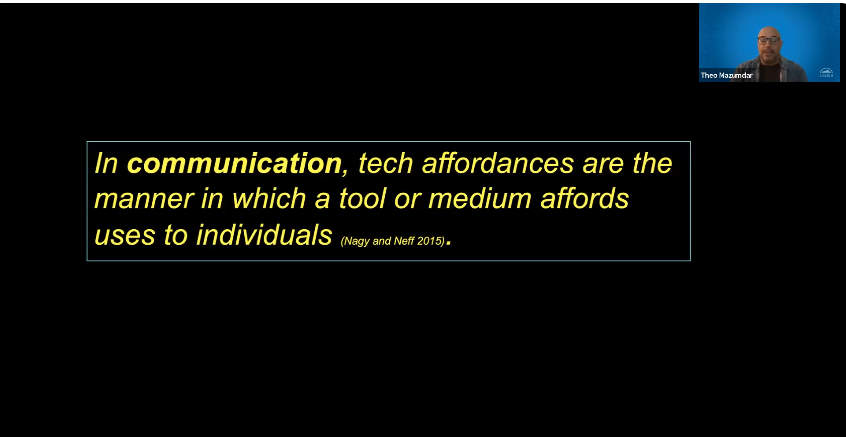 Theo Mazumdar
In communication, tech affordances are the
manner in which a tool or medium affords
uses to individuals (Nagy and Neff 2015).